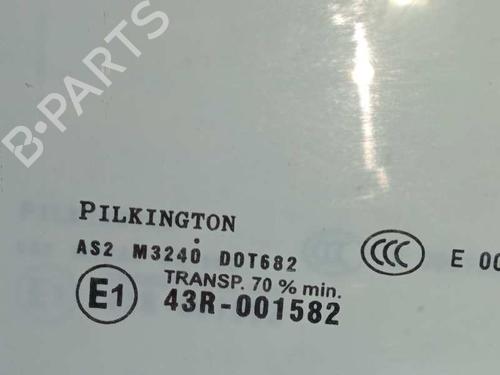 B-PARTS
PILKINGTON
AS2 M3240 DOT682
CCC E 00
TRANSP. 70 % min.
E1 43R-001582